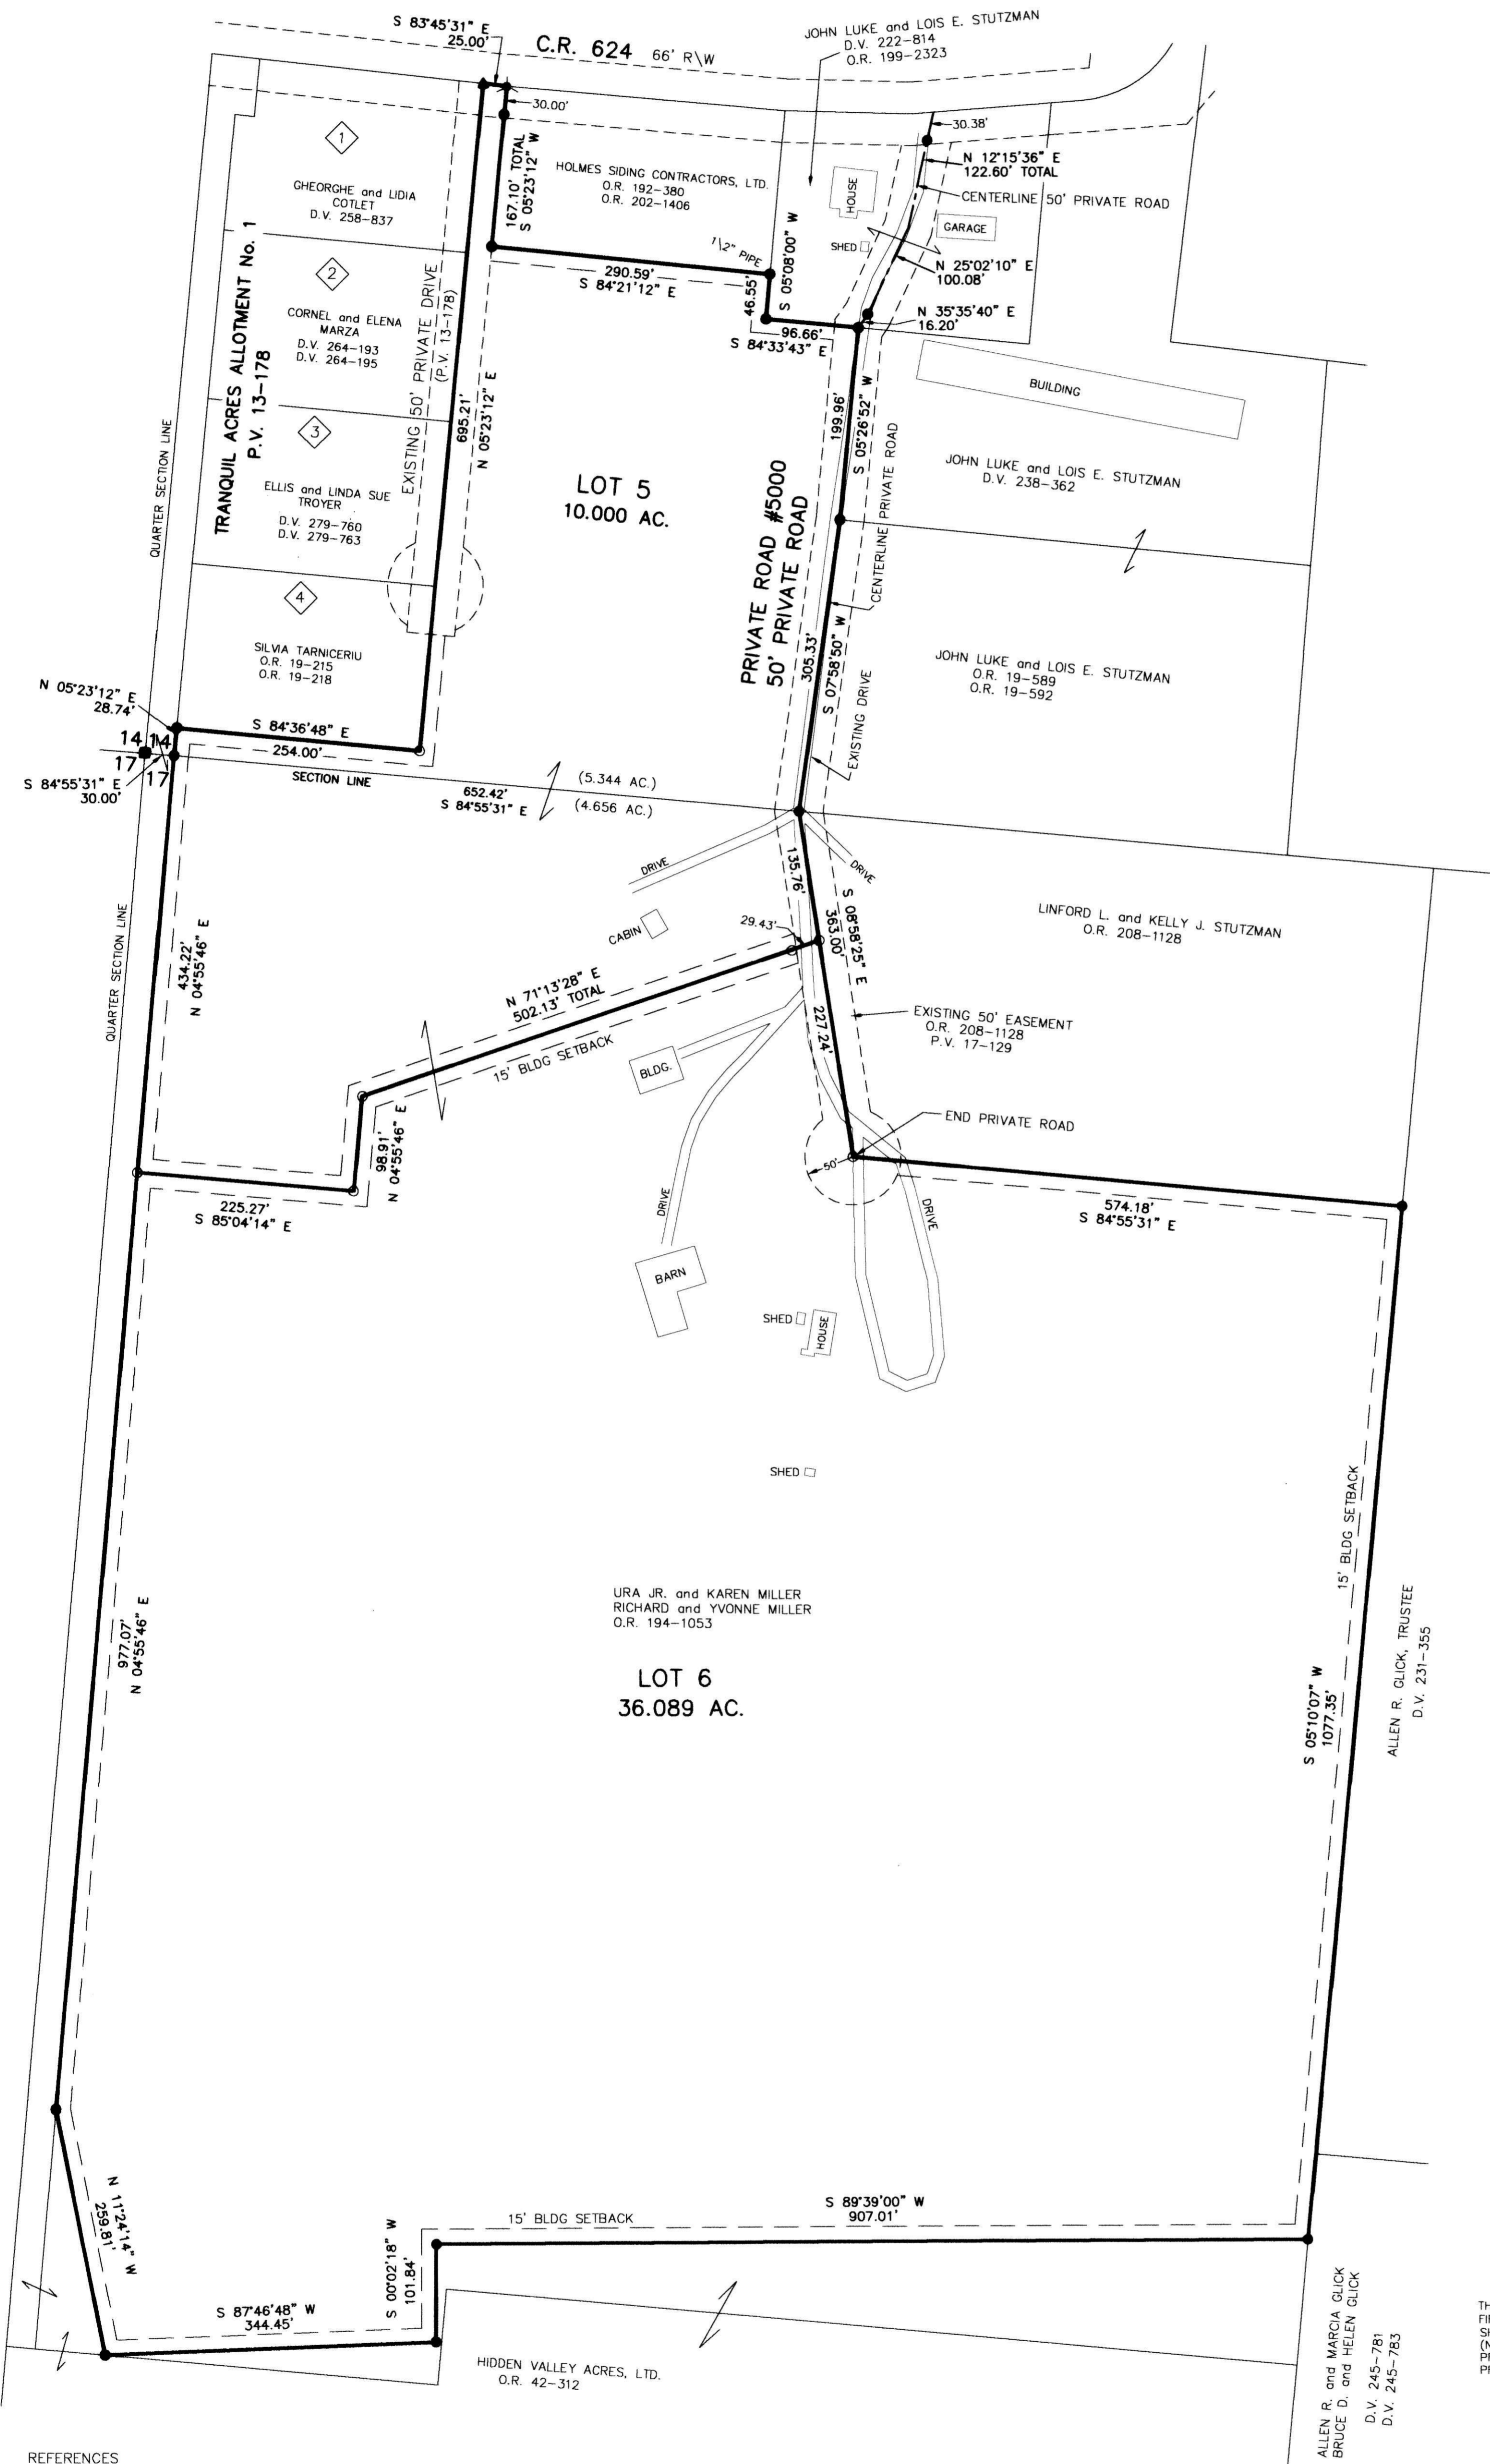 S 83°45'31" E
25.00'
C.R. 624 66' R\W
JOHN LUKE and LOIS E. STUTZMAN
D.V. 222-814
O.R. 199-2323
30.00'
167.10' TOTAL
S 05°23'12" W
HOLMES SIDING CONTRACTORS, LTD.
O.R. 192-380
O.R. 202-1406
30.38'
N 12°15'36" E
122.60' TOTAL
CENTERLINE 50' PRIVATE ROAD
HOUSE
GARAGE
SHED
1\2" PIPE
S 05°08'00" W
46.55'
290.59'
S 84°21'12" E
N 25°02'10" E
100.08'
N 35°35'40" E
16.20'
96.66'
S 84°33'43" E
1
GHEORGHE and LIDIA
COTLET
D.V. 258-837
TRANQUIL ACRES ALLOTMENT No. 1
P.V. 13-178
2
CORNEL and ELENA
MARZA
D.V. 264-193
D.V. 264-195
EXISTING 50' PRIVATE DRIVE
(P.V. 13-178)
695.21'
N 05°23'12" E
3
ELLIS and LINDA SUE
TROYER
D.V. 279-760
D.V. 279-763
QUARTER SECTION LINE
4
SILVIA TARNICERIU
O.R. 19-215
O.R. 19-218
LOT 5
10.000 AC.
BUILDING
199.96'
S 05°26'52" W
JOHN LUKE and LOIS E. STUTZMAN
D.V. 238-362
PRIVATE ROAD #5000
50' PRIVATE ROAD
CENTERLINE PRIVATE ROAD
305.33'
S 07°58'50" W
EXISTING DRIVE
JOHN LUKE and LOIS E. STUTZMAN
O.R. 19-589
O.R. 19-592
N 05°23'12" E
28.74'
S 84°36'48" E
254.00'
14 14
17 17
S 84°55'31" E
30.00'
SECTION LINE
652.42'
S 84°55'31" E
(5.344 AC.)
(4.656 AC.)
DRIVE
DRIVE
135.76'
S 08°58'25" E
363.00'
CABIN
29.43'
LINFORD L. and KELLY J. STUTZMAN
O.R. 208-1128
QUARTER SECTION LINE
434.22'
N 04°55'46" E
N 71°13'28" E
502.13' TOTAL
15' BLDG SETBACK
227.24'
EXISTING 50' EASEMENT
O.R. 208-1128
P.V. 17-129
BLDG.
98.91'
N 04°55'46" E
END PRIVATE ROAD
50'
225.27'
S 85°04'14" E
DRIVE
DRIVE
574.18'
S 84°55'31" E
BARN
SHED
HOUSE
SHED
15' BLDG SETBACK
URA JR. and KAREN MILLER
RICHARD and YVONNE MILLER
O.R. 194-1053
LOT 6
36.089 AC.
977.07'
N 04°55'46" E
S 05°10'07" W
1077.35'
ALLEN R. GLICK, TRUSTEE
D.V. 231-355
N 11°24'14" W
259.81'
15' BLDG SETBACK
S 89°39'00" W
907.01'
S 00°02'18" W
101.84'
S 87°46'48" W
344.45'
HIDDEN VALLEY ACRES, LTD.
O.R. 42-312
ALLEN R. and MARCIA GLICK
BRUCE D. and HELEN GLICK
D.V. 245-781
D.V. 245-783
REFERENCES